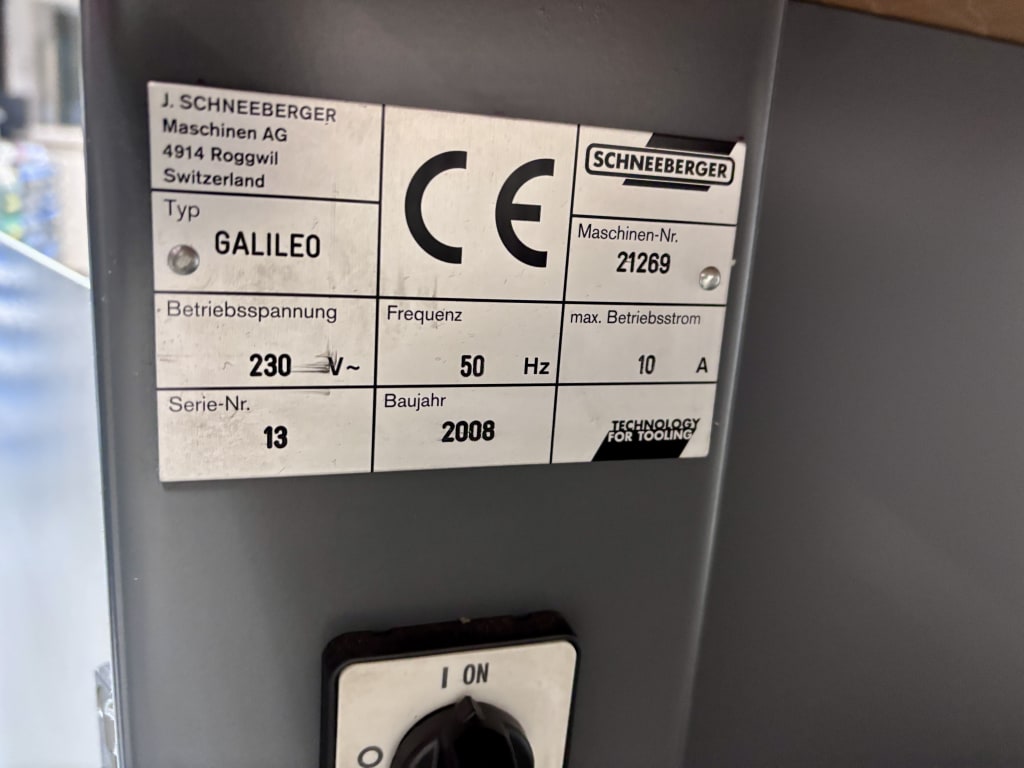 J. SCHNEEBERGER
Maschinen AG
4914 Roggwil
Switzerland
CE
SCHNEEBERGER
Typ
GALILEO
Maschinen-Nr.
21269
Betriebsspannung
230 V~
Frequenz
50 Hz
max. Betriebsstrom
10 A
Serie-Nr.
13
Baujahr
2008
TECHNOLOGY
FOR TOOLING
I ON
O